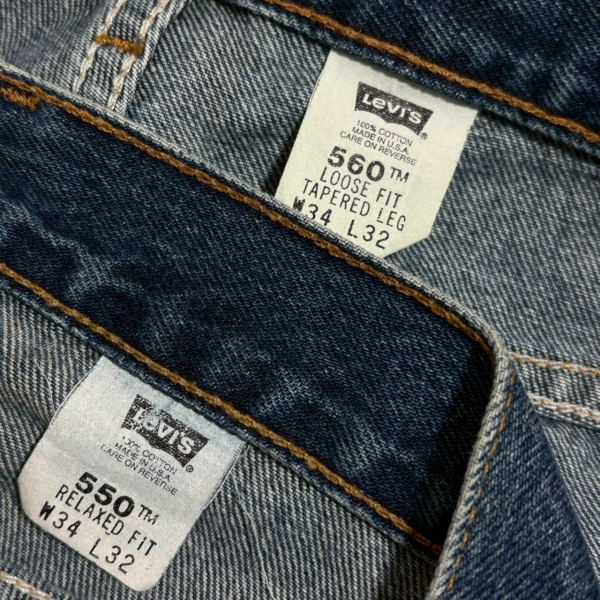 Levi's®
100% COTTON
MADE IN U.S.A.
CARE ON REVERSE
560™
LOOSE FIT
TAPERED LEG
W34 L32
Levi's
100% COTTON
MADE IN U.S.A.
CARE ON REVERSE
550™
RELAXED FIT
W34 L32